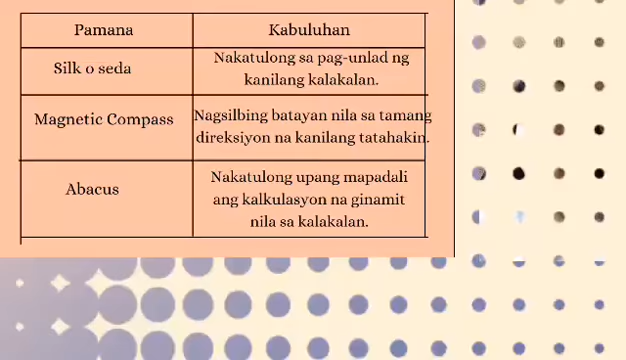 Pamana
Kabuluhan
Silk o seda
Nakatulong sa pag-unlad ng
kanilang kalakalan.
Magnetic Compass
Nagsilbing batayan nila sa tamang
direksiyon na kanilang tatahakin.
Abacus
Nakatulong upang mapadali
ang kalkulasyon na ginamit
nila sa kalakalan.